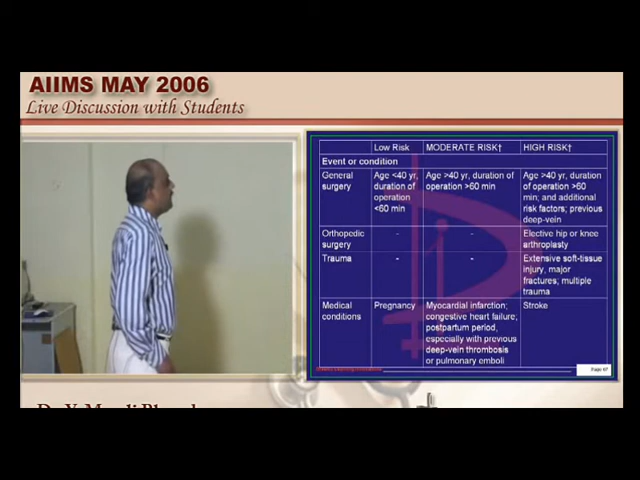 AIIMS MAY 2006
Live Discussion with Students
Low Risk MODERATE RISK† HIGH RISK†
Event or condition
General surgery
Age <40 yr, duration of operation <60 min
Age >40 yr, duration of operation >60 min
Age >40 yr, duration of operation >60 min; and additional risk factors; previous deep-vein
Orthopedic surgery
-
-
Elective hip or knee arthroplasty
Trauma
-
-
Extensive soft-tissue injury, major fractures; multiple trauma
Medical conditions
Pregnancy
Myocardial infarction; congestive heart failure; postpartum period, especially with previous deep-vein thrombosis or pulmonary emboli
Stroke
Page 67